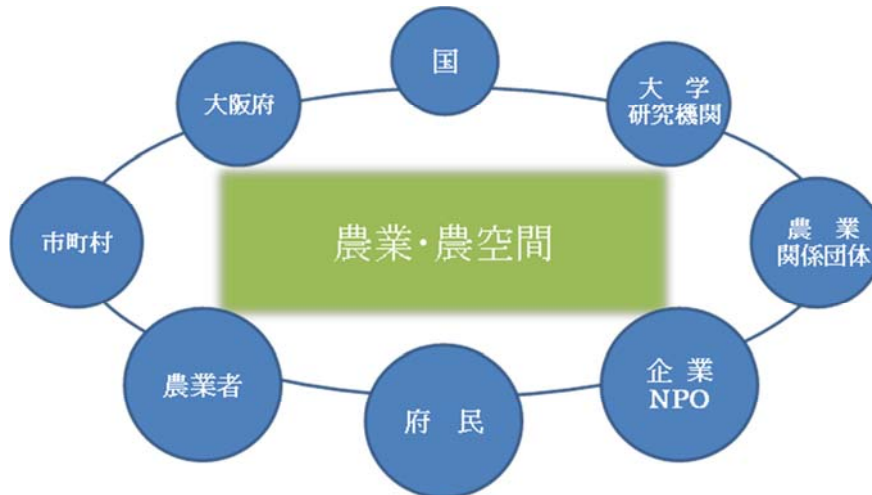 国
大阪府
大　学
研究機関
市町村
農業・農空間
農　業
関係団体
農業者
企 業
NPO
府　民